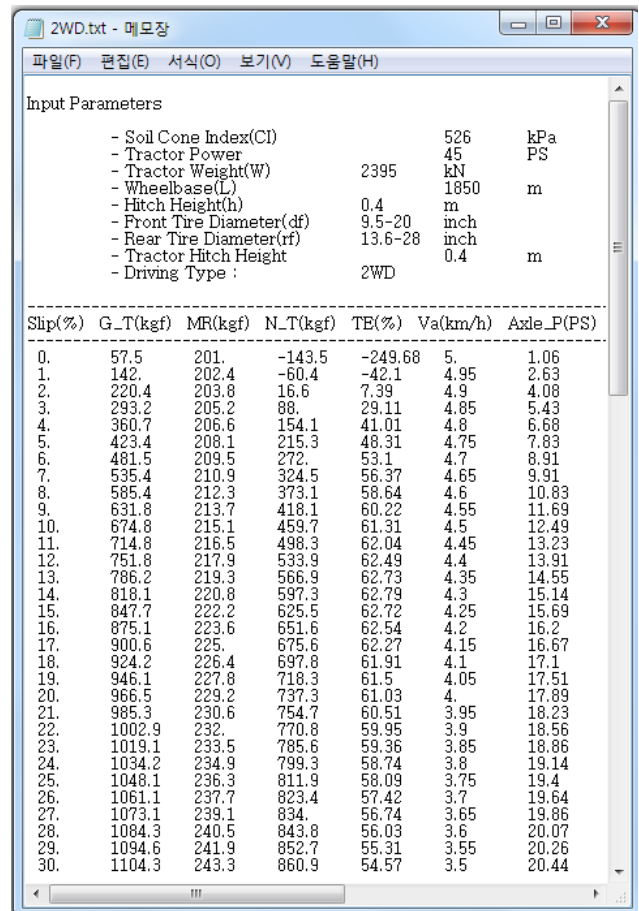 2WD.txt - 메모장
파일(F) 편집(E) 서식(O) 보기(V) 도움말(H)
Input Parameters
- Soil Cone Index(CI) 526 kPa
- Tractor Power 45 PS
- Tractor Weight(W) 2395 kN
- Wheelbase(L) 1850 m
- Hitch Height(h) 0.4 m
- Front Tire Diameter(df) 9.5-20 inch
- Rear Tire Diameter(rf) 13.6-28 inch
- Tractor Hitch Height 0.4 m
- Driving Type : 2WD
Slip(%) G_T(kgf) MR(kgf) N_T(kgf) TE(%) Va(km/h) Axle_P(PS)
0. 57.5 201. -143.5 -249.68 5. 1.06
1. 142. 202.4 -60.4 -42.1 4.95 2.63
2. 220.4 203.8 16.6 7.39 4.9 4.08
3. 293.2 205.2 88. 29.11 4.85 5.43
4. 360.7 206.6 154.1 41.01 4.8 6.68
5. 423.4 208.1 215.3 48.31 4.75 7.83
6. 481.5 209.5 272. 53.1 4.7 8.91
7. 535.4 210.9 324.5 56.37 4.65 9.91
8. 585.4 212.3 373.1 58.64 4.6 10.83
9. 631.8 213.7 418.1 60.22 4.55 11.69
10. 674.8 215.1 459.7 61.31 4.5 12.49
11. 714.8 216.5 498.3 62.04 4.45 13.23
12. 751.8 217.9 533.9 62.49 4.4 13.91
13. 786.2 219.3 566.9 62.73 4.35 14.55
14. 818.1 220.8 597.3 62.79 4.3 15.14
15. 847.7 222.2 625.5 62.72 4.25 15.69
16. 875.1 223.6 651.6 62.54 4.2 16.2
17. 900.6 225. 675.6 62.27 4.15 16.67
18. 924.2 226.4 697.8 61.91 4.1 17.1
19. 946.1 227.8 718.3 61.5 4.05 17.51
20. 966.5 229.2 737.3 61.03 4. 17.89
21. 985.3 230.6 754.7 60.51 3.95 18.23
22. 1002.9 232. 770.8 59.95 3.9 18.56
23. 1019.1 233.5 785.6 59.36 3.85 18.86
24. 1034.2 234.9 799.3 58.74 3.8 19.14
25. 1048.1 236.3 811.9 58.09 3.75 19.4
26. 1061.1 237.7 823.4 57.42 3.7 19.64
27. 1073.1 239.1 834. 56.74 3.65 19.86
28. 1084.3 240.5 843.8 56.03 3.6 20.07
29. 1094.6 241.9 852.7 55.31 3.55 20.26
30. 1104.3 243.3 860.9 54.57 3.5 20.44